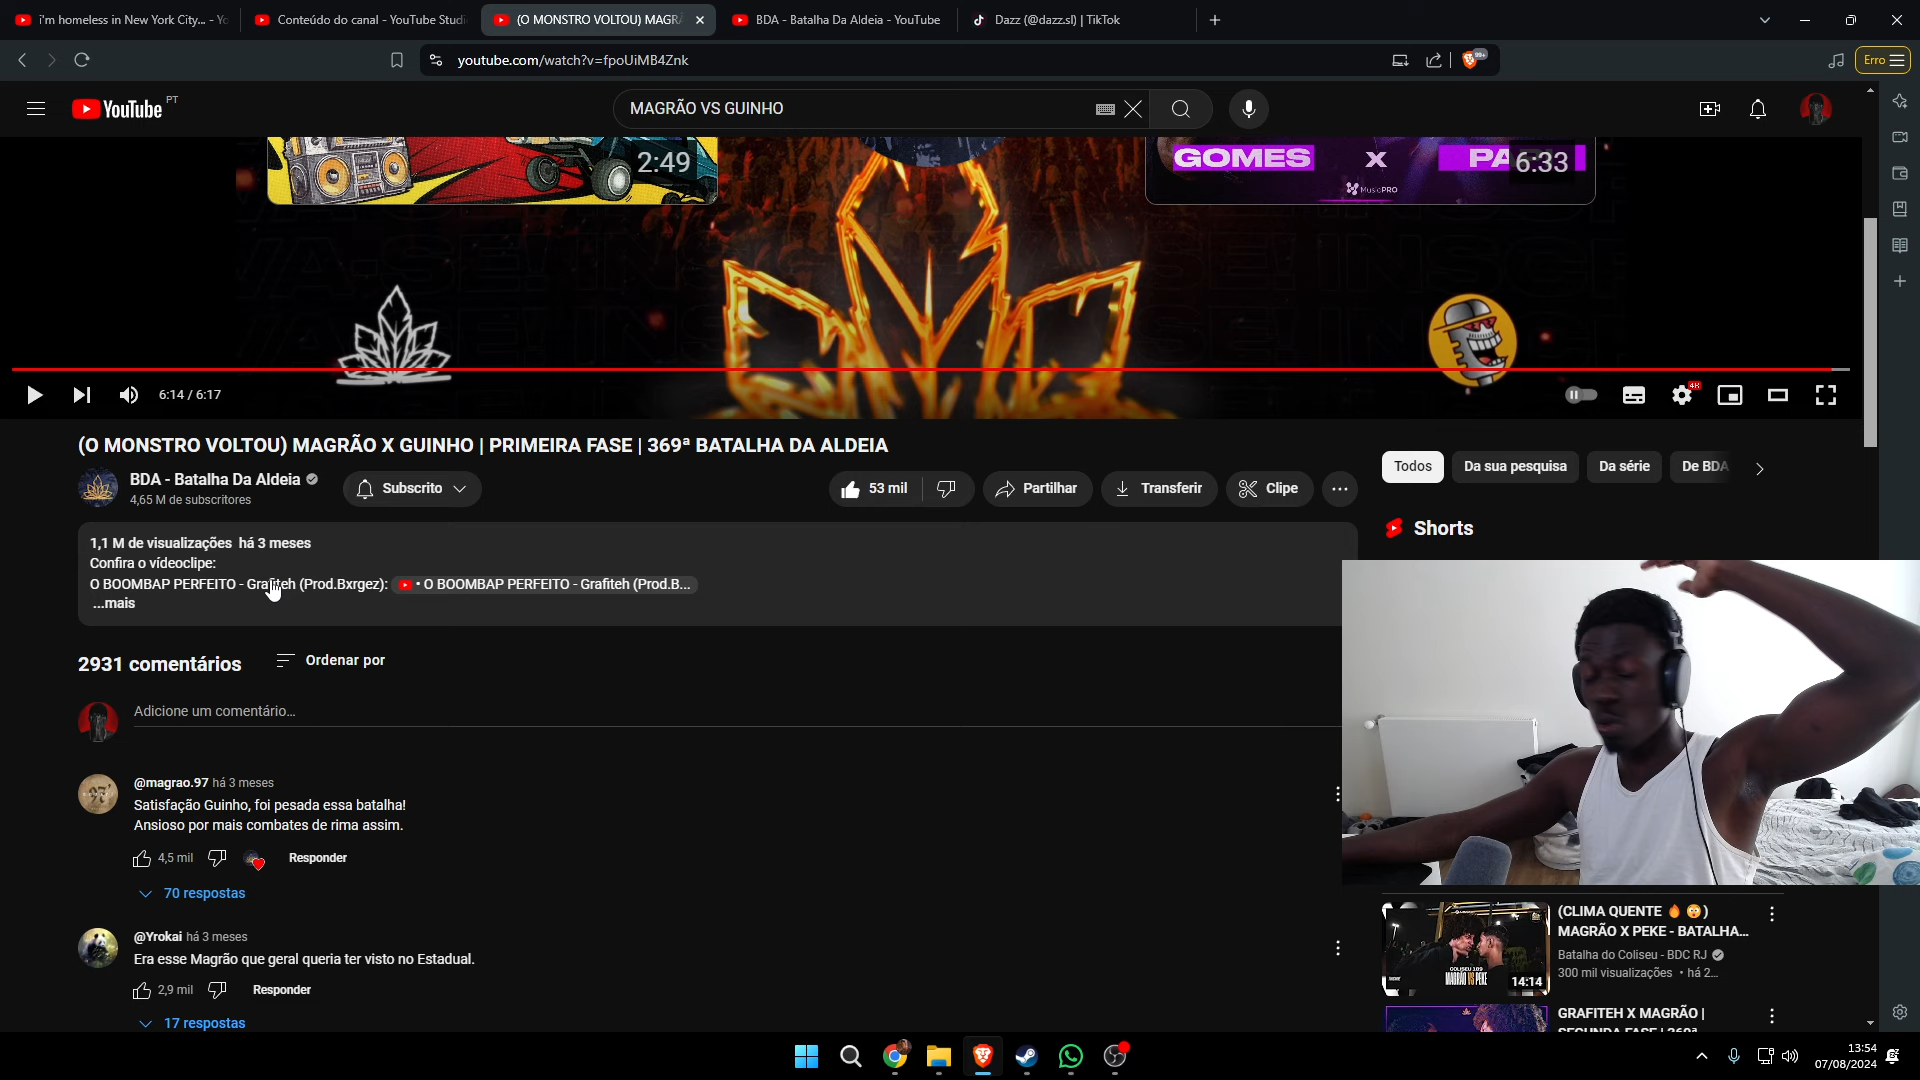 i'm homeless in New York City... - Yo
Conteúdo do canal - YouTube Studi
(O MONSTRO VOLTOU) MAGRÃ
BDA - Batalha Da Aldeia - YouTube
Dazz (@dazz.sl) | TikTok
youtube.com/watch?v=fpoUiMB4Znk
99+
Erro
YouTube PT
MAGRÃO VS GUINHO
2:49
GOMES X PA
6:33
MUSICPRO
6:14 / 6:17
4K
(O MONSTRO VOLTOU) MAGRÃO X GUINHO | PRIMEIRA FASE | 369ª BATALHA DA ALDEIA
BDA - Batalha Da Aldeia
4,65 M de subscritores
Subscrito
53 mil
Partilhar
Transferir
Clipe
Todos
Da sua pesquisa
Da série
De BDA
1,1 M de visualizações há 3 meses
Confira o vídeoclipe:
O BOOMBAP PERFEITO - Grafiteh (Prod.Bxrgez): • O BOOMBAP PERFEITO - Grafiteh (Prod.B...
...mais
Shorts
2931 comentários
Ordenar por
Adicione um comentário...
@magrao.97 há 3 meses
Satisfação Guinho, foi pesada essa batalha!
Ansioso por mais combates de rima assim.
4,5 mil
Responder
70 respostas
@Yrokai há 3 meses
Era esse Magrão que geral queria ter visto no Estadual.
2,9 mil
Responder
17 respostas
COLISEU 189
MAGRÃO VS PEKE
14:14
(CLIMA QUENTE 🔥 😳)
MAGRÃO X PEKE - BATALHA...
Batalha do Coliseu - BDC RJ
300 mil visualizações • há 2...
GRAFITEH X MAGRÃO |
SEGUNDA FASE | 369ª
13:54
07/08/2024